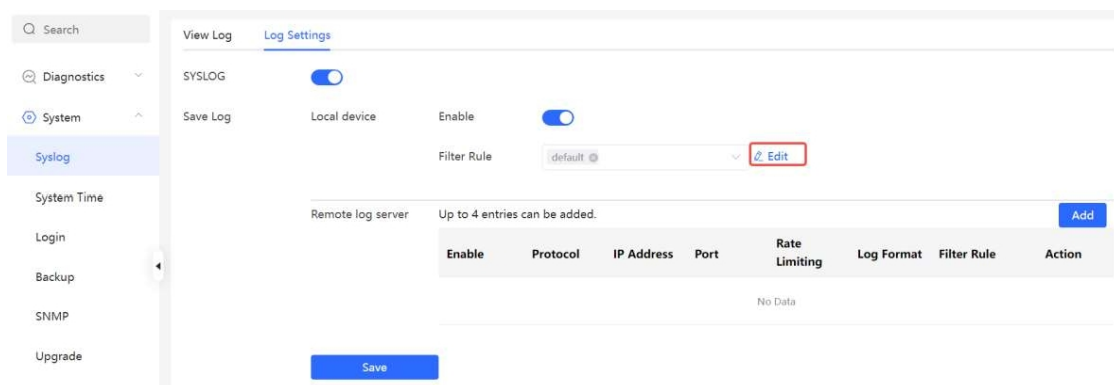 Search
Diagnostics
System
Syslog
System Time
Login
Backup
SNMP
Upgrade
View Log Log Settings
SYSLOG
Save Log Local device Enable
Filter Rule default Edit
Remote log server Up to 4 entries can be added. Add
Enable Protocol IP Address Port Rate Limiting Log Format Filter Rule Action
No Data
Save